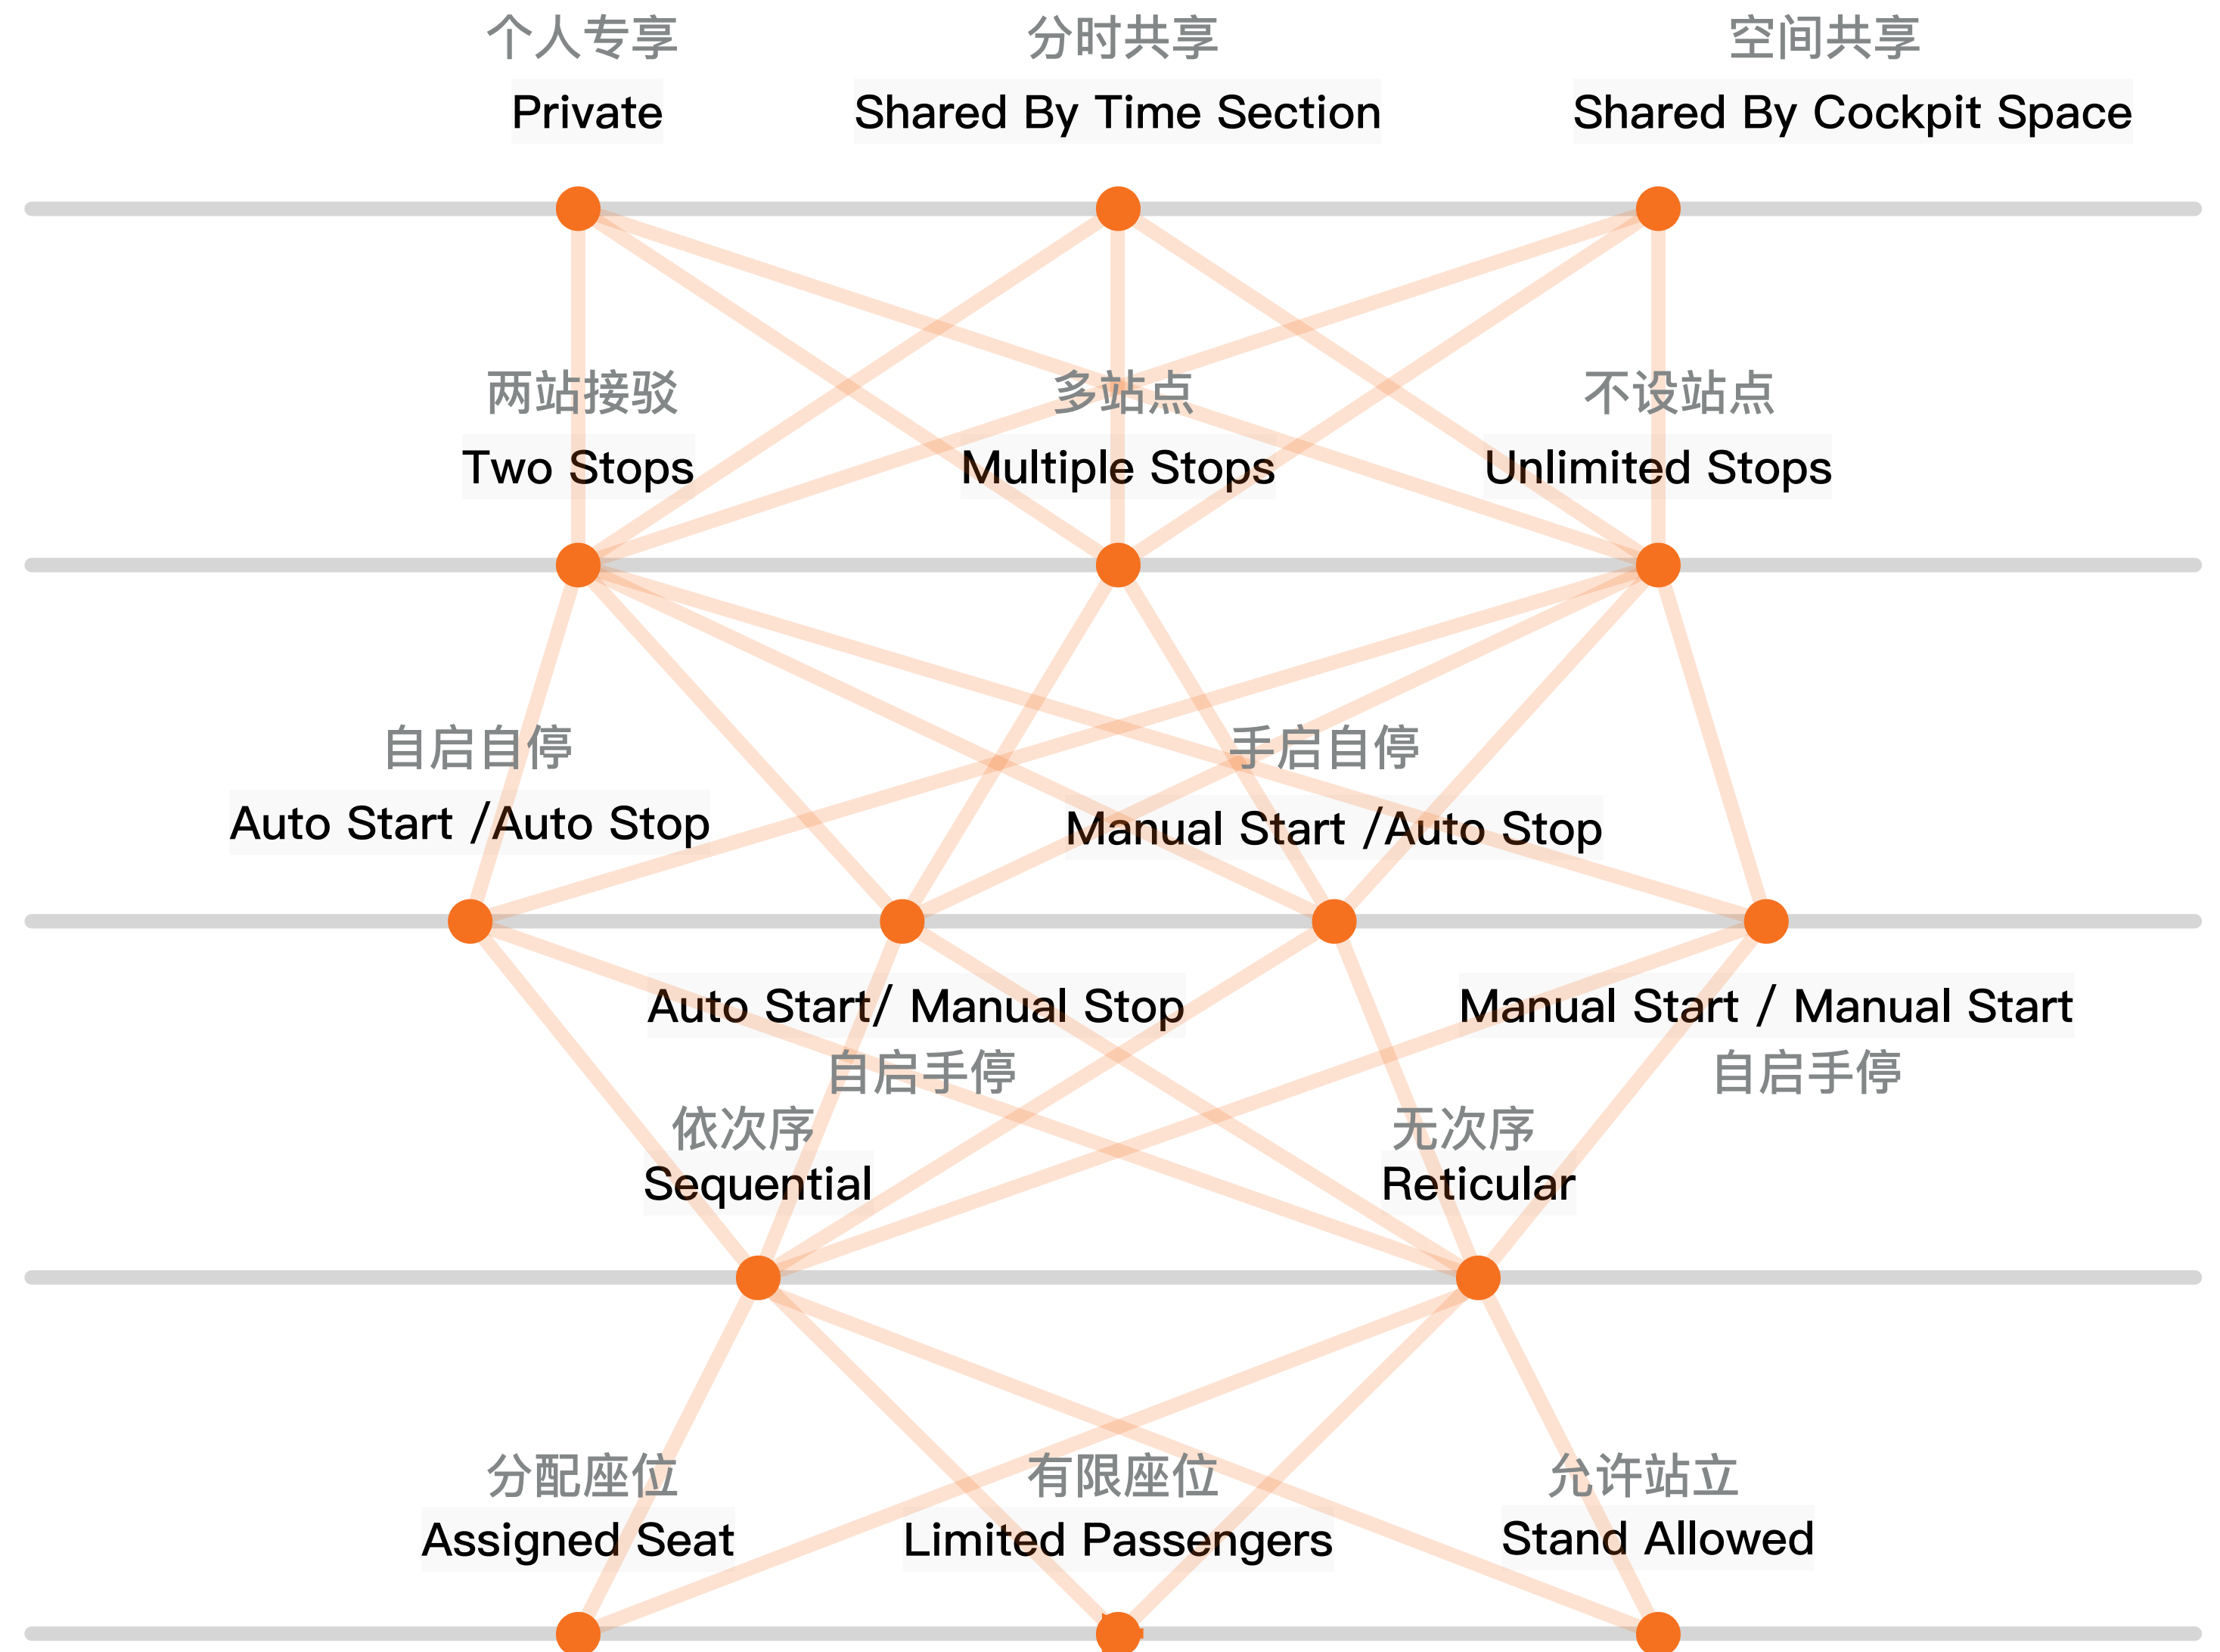 个人专享
分时共享
空间共享
Private
Shared By Time Section
Shared By Cockpit Space
两站接驳
多站点
不设站点
Two Stops
Multiple Stops
Unlimited Stops
自启自停
手启自停
Auto Start /Auto Stop
Manual Start /Auto Stop
Auto Start/ Manual Stop
Manual Start / Manual Start
自启手停
自启手停
依次序
无次序
Sequential
Reticular
分配座位
有限座位
允许站立
Assigned Seat
Limited Passengers
Stand Allowed